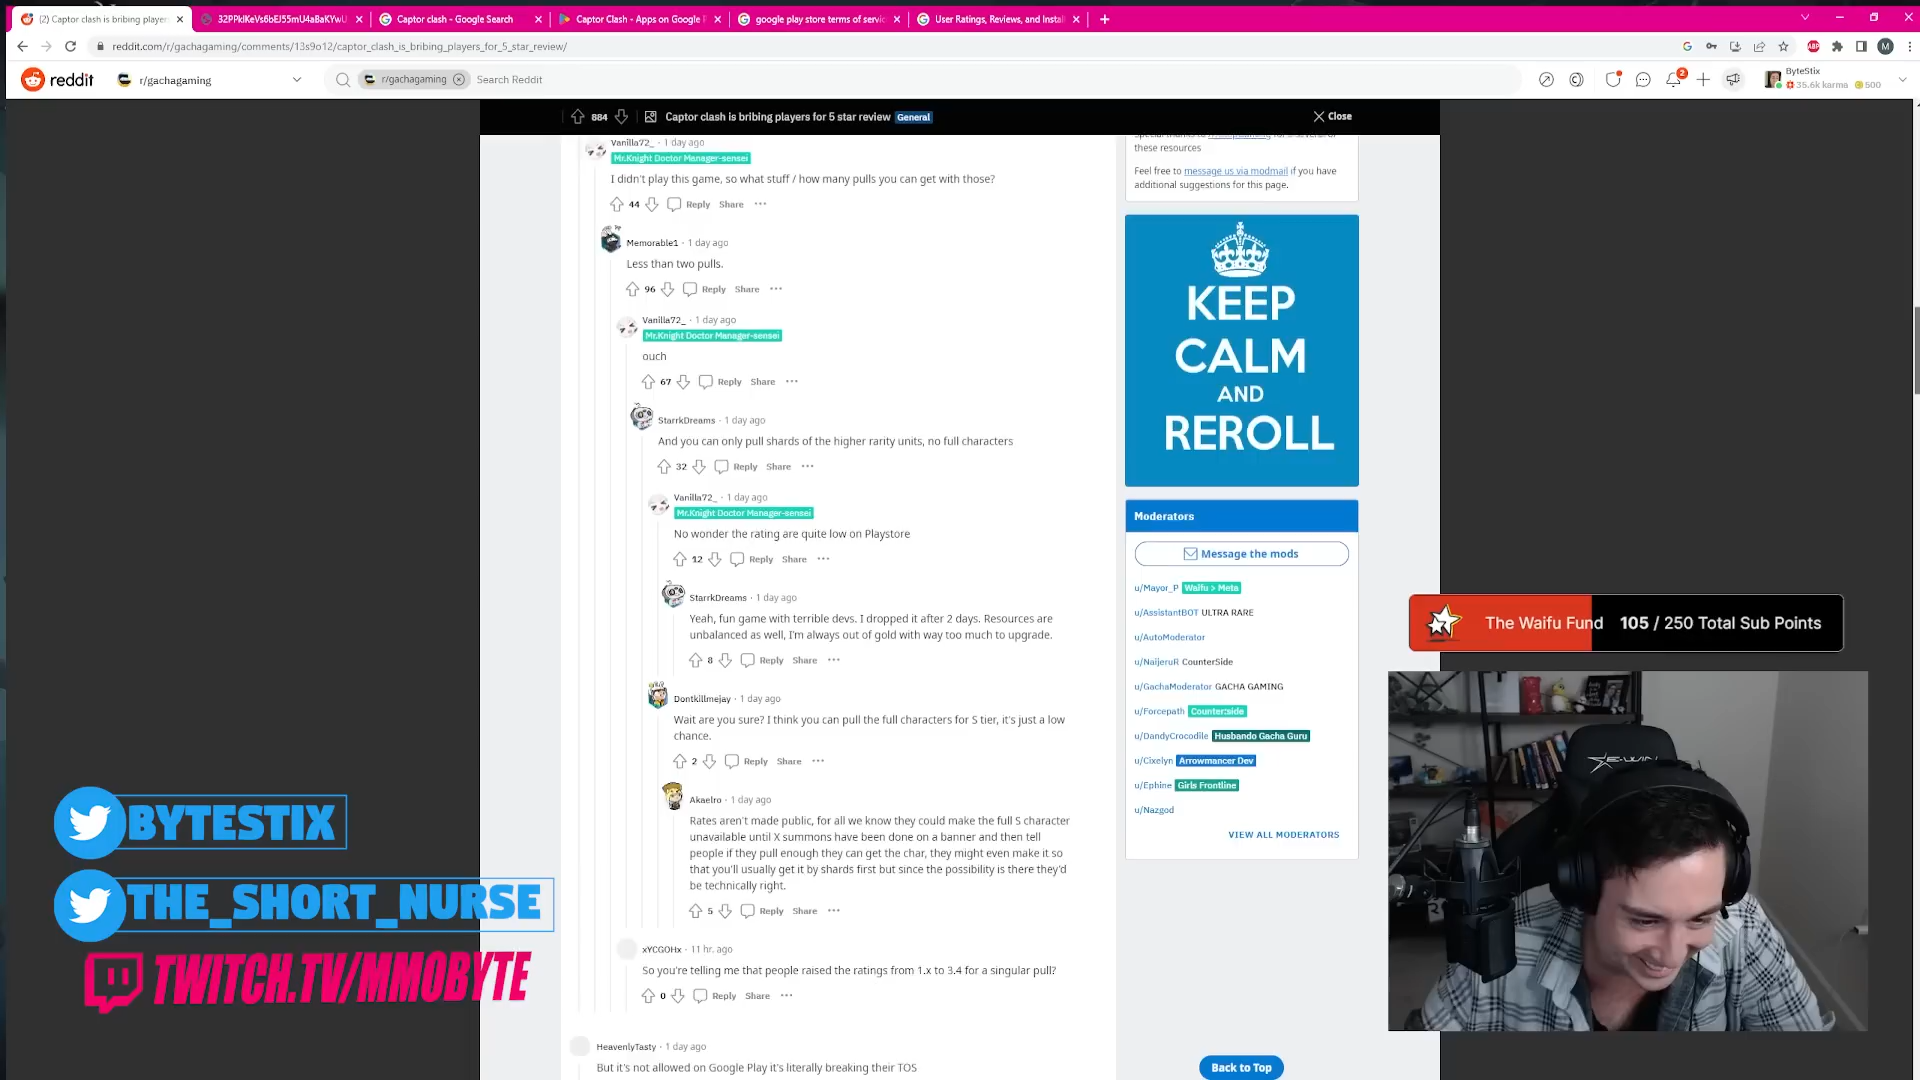 (2) Captor clash is bribing player
32PPkIKeVs6bEJ55mU4aBaKYwU
Captor clash - Google Search
Captor Clash - Apps on Google P
google play store terms of servic
User Ratings, Reviews, and Install
reddit.com/r/gachagaming/comments/13s9o12/captor_clash_is_bribing_players_for_5_star_review/
reddit
r/gachagaming
r/gachagaming
Search Reddit
2
ByteStix
35.6k karma
500
884
Captor clash is bribing players for 5 star review
General
Close
Vanilla72_ · 1 day ago
Mr.Knight Doctor Manager-sensei
I didn't play this game, so what stuff / how many pulls you can get with those?
44 Reply Share ···
Memorable1 · 1 day ago
Less than two pulls.
96 Reply Share ···
Vanilla72_ · 1 day ago
Mr.Knight Doctor Manager-sensei
ouch
67 Reply Share ···
StarrkDreams · 1 day ago
And you can only pull shards of the higher rarity units, no full characters
32 Reply Share ···
Vanilla72_ · 1 day ago
Mr.Knight Doctor Manager-sensei
No wonder the rating are quite low on Playstore
12 Reply Share ···
StarrkDreams · 1 day ago
Yeah, fun game with terrible devs. I dropped it after 2 days. Resources are
unbalanced as well, I'm always out of gold with way too much to upgrade.
8 Reply Share ···
Dontkillmejay · 1 day ago
Wait are you sure? I think you can pull the full characters for S tier, it's just a low
chance.
2 Reply Share ···
Akaelro · 1 day ago
Rates aren't made public, for all we know they could make the full S character
unavailable until X summons have been done on a banner and then tell
people if they pull enough they can get the char, they might even make it so
that you'll usually get it by shards first but since the possibility is there they'd
be technically right.
5 Reply Share ···
xYCGOHx · 11 hr. ago
So you're telling me that people raised the ratings from 1.x to 3.4 for a singular pull?
0 Reply Share ···
HeavenlyTasty · 1 day ago
But it's not allowed on Google Play it's literally breaking their TOS
these resources
Feel free to message us via modmail if you have
additional suggestions for this page.
KEEP
CALM
AND
REROLL
Moderators
Message the mods
u/Mayor_P Waifu > Meta
u/AssistantBOT ULTRA RARE
u/AutoModerator
u/NaijeruR CounterSide
u/GachaModerator GACHA GAMING
u/Forcepath Counter:side
u/DandyCrocodile Husbando Gacha Guru
u/Cixelyn Arrowmancer Dev
u/Ephine Girls Frontline
u/Nazgod
VIEW ALL MODERATORS
Back to Top
The Waifu Fund 105 / 250 Total Sub Points
E-WIN
BYTESTIX
THE_SHORT_NURSE
TWITCH.TV/MMOBYTE